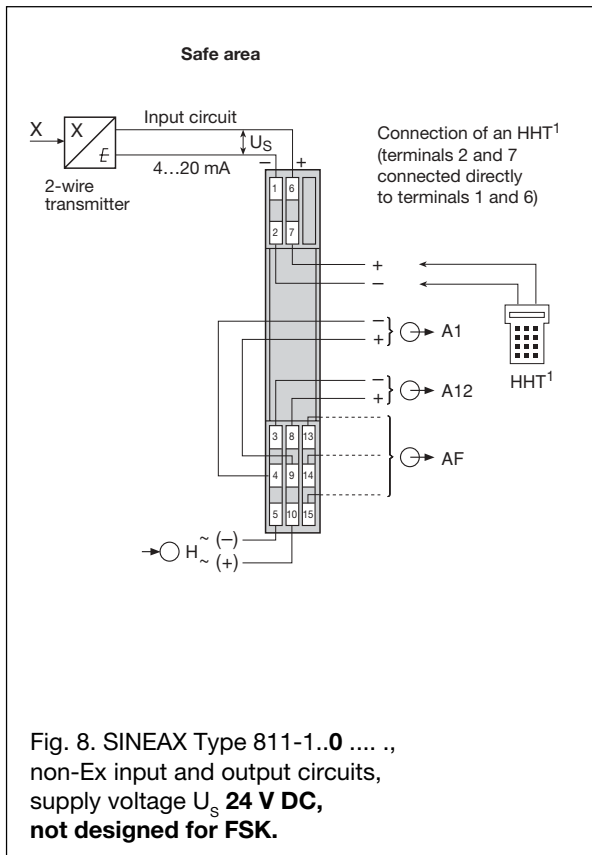 Safe area
X
X
E
Input circuit
U_S
4...20 mA
–
+
2-wire
transmitter
Connection of an HHT¹
(terminals 2 and 7
connected directly
to terminals 1 and 6)
1
6
2
7
+
–
–
+
A1
HHT¹
–
+
A12
3
8
13
AF
4
9
14
5
10
15
H
~ (–)
~ (+)
Fig. 8. SINEAX Type 811-1..0 .... .,
non-Ex input and output circuits,
supply voltage U_S 24 V DC,
not designed for FSK.